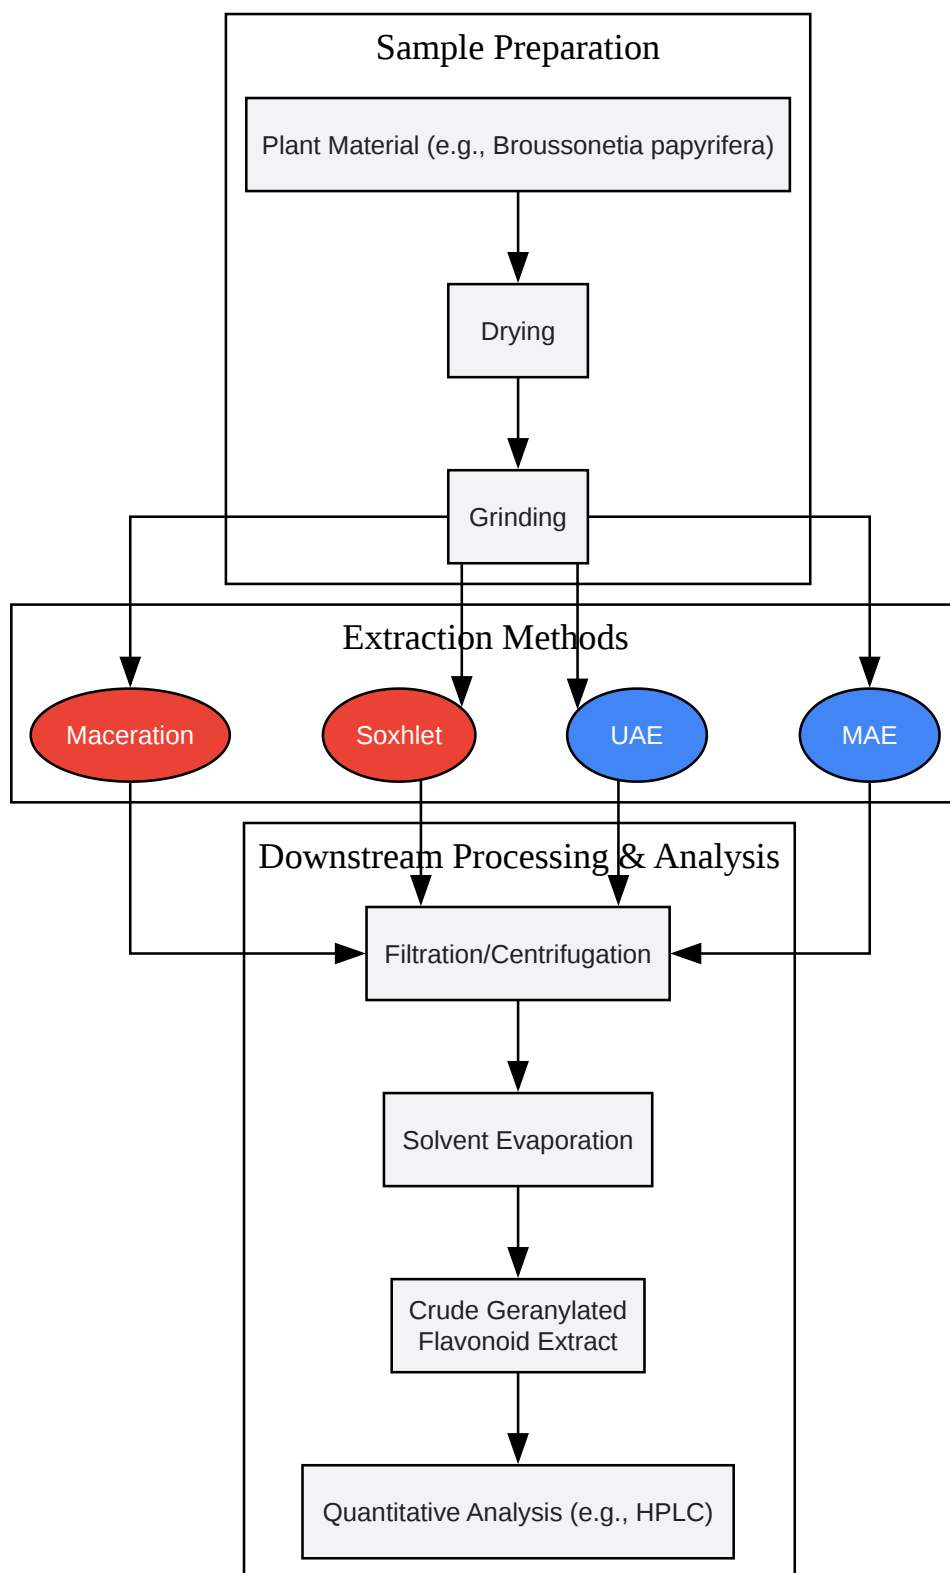 Sample Preparation
Plant Material (e.g., Broussonetia papyrifera)
Drying
Grinding
Extraction Methods
Maceration
Soxhlet
UAE
MAE
Downstream Processing & Analysis
Filtration/Centrifugation
Solvent Evaporation
Crude Geranylated
Flavonoid Extract
Quantitative Analysis (e.g., HPLC)